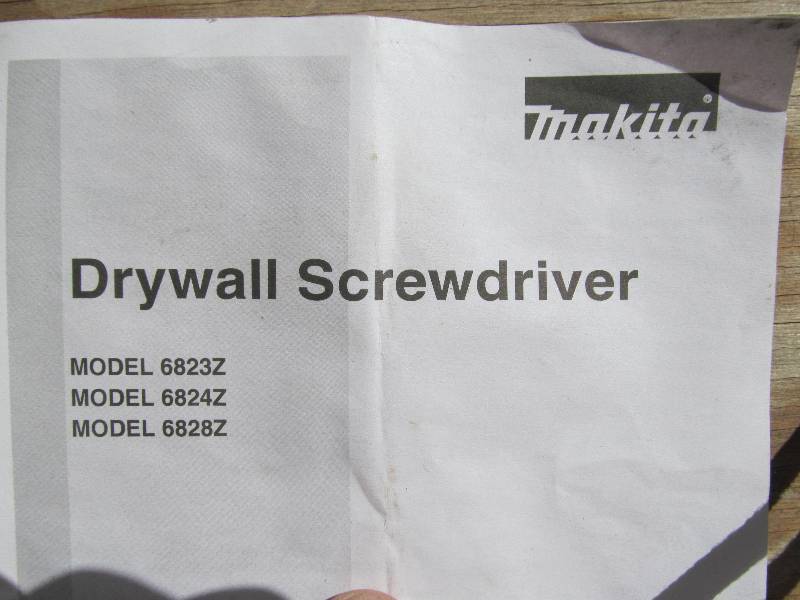 Makita®
Drywall Screwdriver
MODEL 6823Z
MODEL 6824Z
MODEL 6828Z